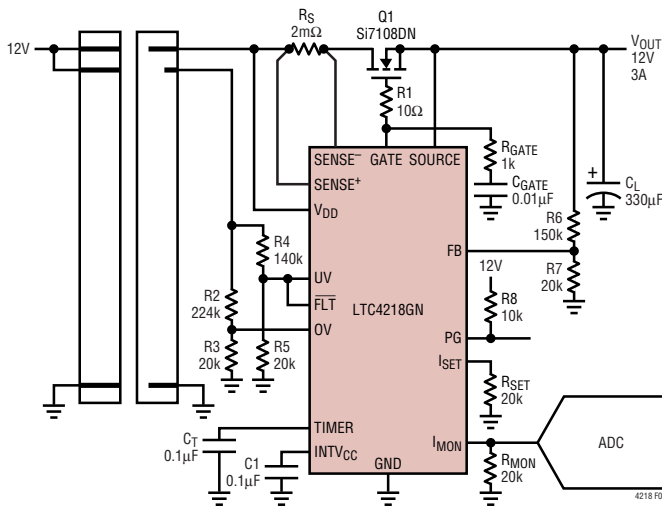 12V
RS
2mΩ
Q1
Si7108DN
VOUT
12V
3A
R1
10Ω
SENSE–
GATE
SOURCE
SENSE+
VDD
RGATE
1k
CGATE
0.01µF
CL
330µF
+
R6
150k
R4
140k
UV
FLT
LTC4218GN
FB
R7
20k
12V
R8
10k
R2
224k
OV
R3
20k
R5
20k
PG
ISET
RSET
20k
TIMER
CT
0.1µF
INTVCC
C1
0.1µF
GND
IMON
RMON
20k
ADC